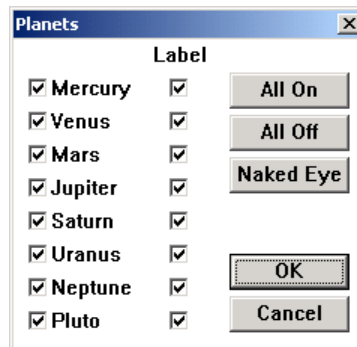 Planets
Label
Mercury
Venus
Mars
Jupiter
Saturn
Uranus
Neptune
Pluto
All On
All Off
Naked Eye
OK
Cancel